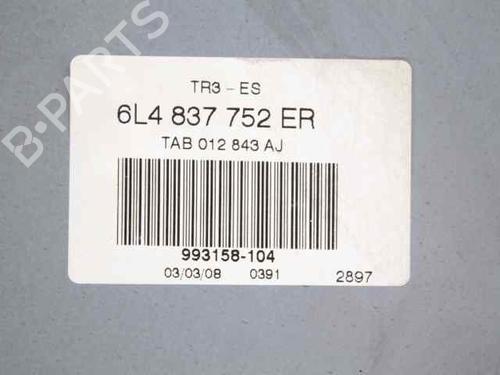 B-PARTS
TR3 - ES
6L4 837 752 ER
TAB 012 843 AJ
993158-104
03/03/08 0391 2897